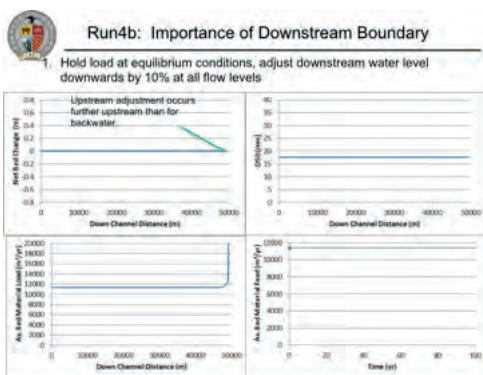 Run4b: Importance of Downstream Boundary
1. Hold load at equilibrium conditions, adjust downstream water level
downwards by 10% at all flow levels
Upstream adjustment occurs
further upstream than for
backwater.
Net Bed Change (m)
0.8
0.6
0.4
0.2
0
-0.2
-0.4
-0.6
-0.8
0 10000 20000 30000 40000 50000
Down Channel Distance (m)
D50 (mm)
40
35
30
25
20
15
10
5
0
0 10000 20000 30000 40000 50000
Down Channel Distance (m)
Av. Bed Material Load (m³/yr)
20000
18000
16000
14000
12000
10000
8000
6000
4000
2000
0
0 10000 20000 30000 40000 50000
Down Channel Distance (m)
Av. Bed Material Feed (m³/yr)
12000
10000
8000
6000
4000
2000
0
0 20 40 60 80 100
Time (yr)